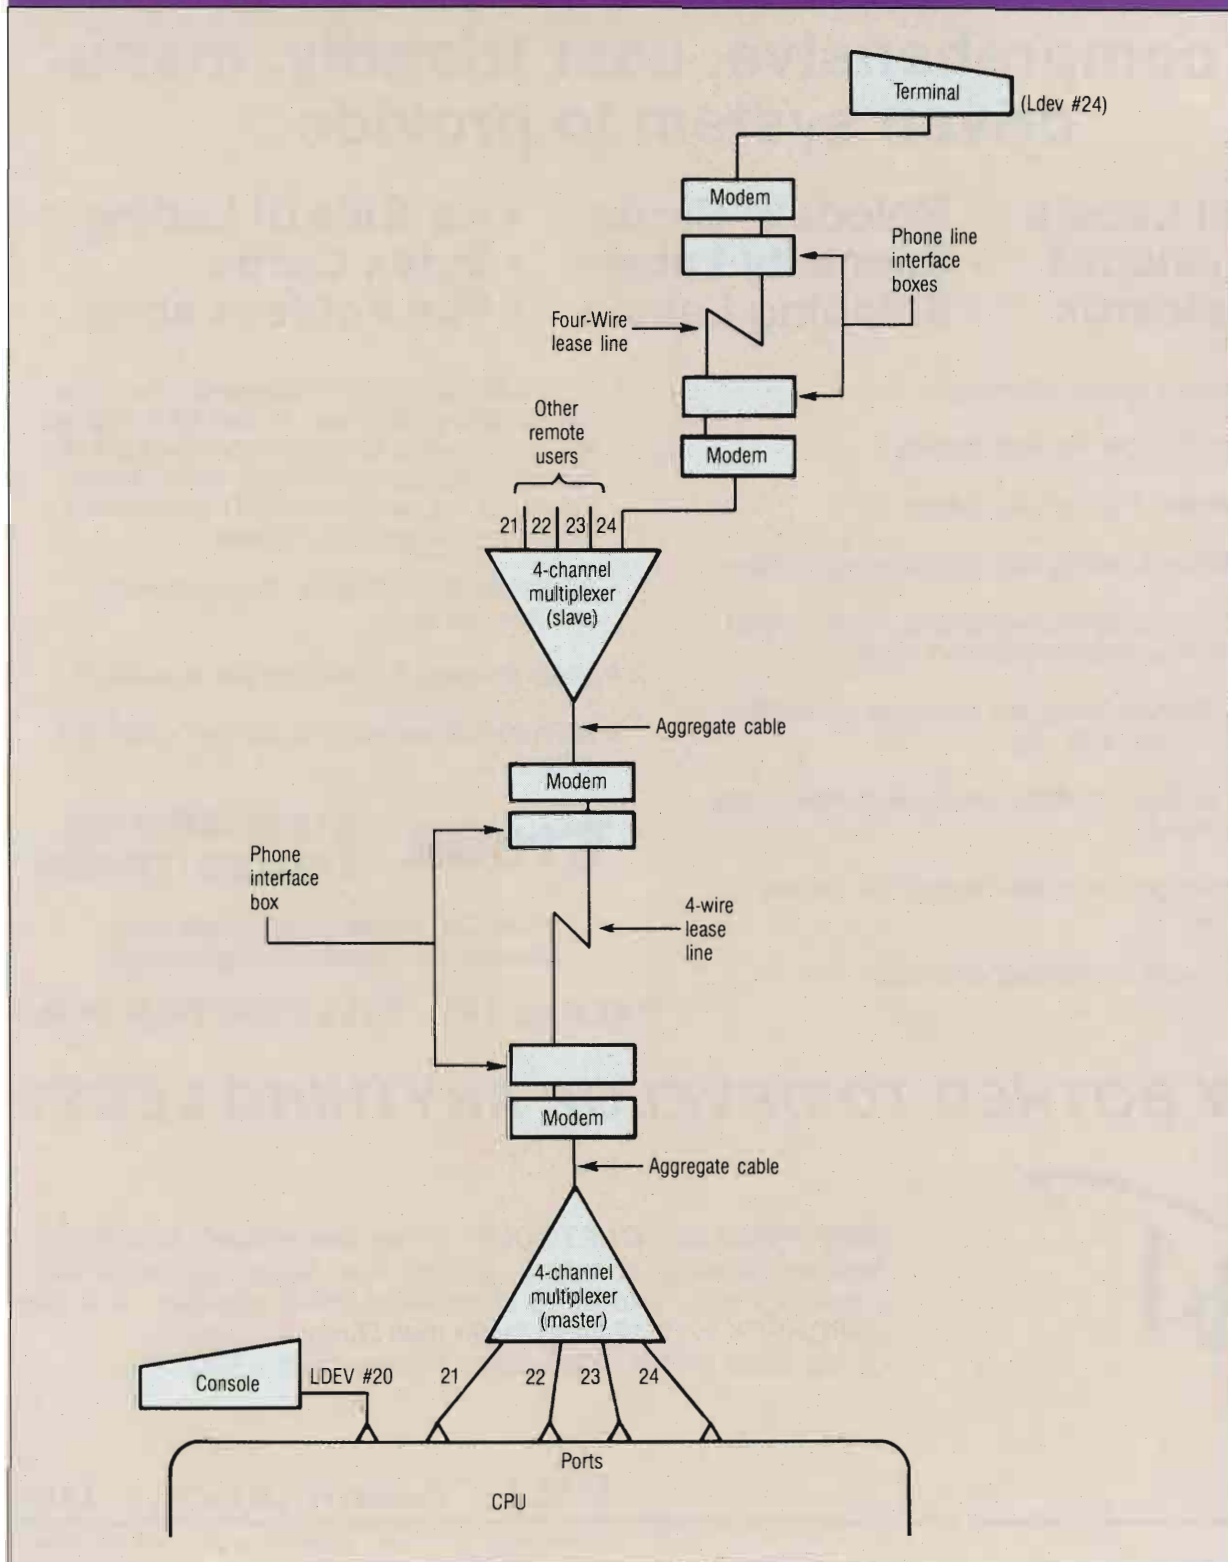 Terminal
(Ldev #24)
Modem
Phone line
interface
boxes
Four-Wire
lease line
Other
remote
users
Modem
21 22 23 24
4-channel
multiplexer
(slave)
Aggregate cable
Modem
Phone
interface
box
4-wire
lease
line
Modem
Aggregate cable
4-channel
multiplexer
(master)
Console
LDEV #20
21 22 23 24
Ports
CPU